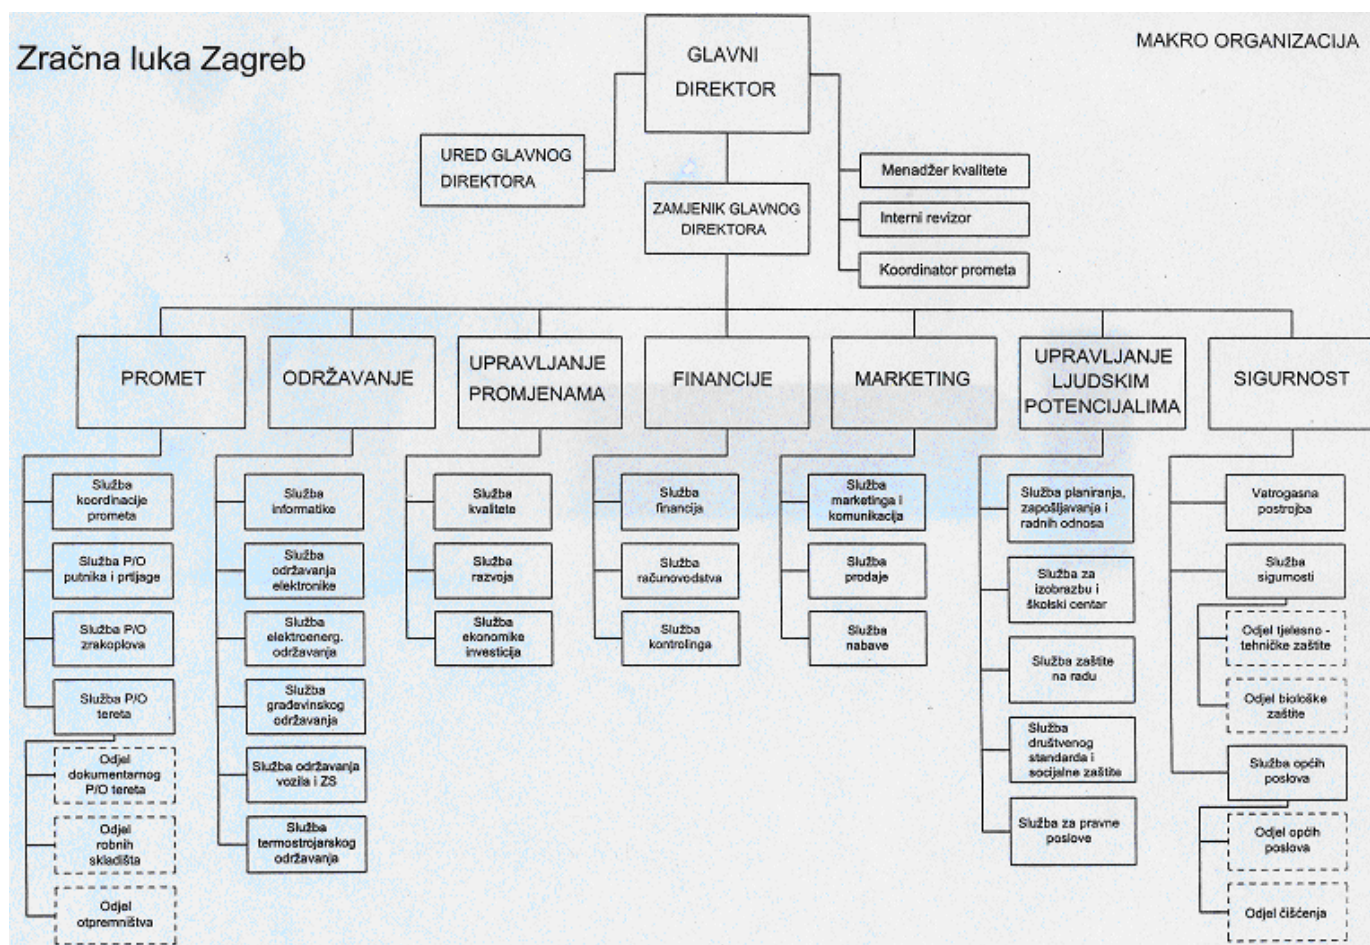 Zračna luka Zagreb
MAKRO ORGANIZACIJA
GLAVNI
DIREKTOR
URED GLAVNOG
DIREKTORA
ZAMJENIK GLAVNOG
DIREKTORA
Menadžer kvalitete
Interni revizor
Koordinator prometa
PROMET
ODRŽAVANJE
UPRAVLJANJE
PROMJENAMA
FINANCIJE
MARKETING
UPRAVLJANJE
LJUDSKIM
POTENCIJALIMA
SIGURNOST
Služba
koordinacije
prometa
Služba P/O
putnika i prtljage
Služba P/O
zrakoplova
Služba P/O
tereta
Odjel
dokumentarnog
P/O tereta
Odjel
robnih
skladišta
Odjel
otpremništva
Služba
informatike
Služba
održavanja
elektronike
Služba
elektroenerg.
održavanja
Služba
građevinskog
održavanja
Služba održavanja
vozila i ZS
Služba
termostrojarskog
održavanja
Služba
kvalitete
Služba
razvoja
Služba
ekonomike
investicija
Služba
financija
Služba
računovodstva
Služba
kontrolinga
Služba
marketinga i
komunikacija
Služba
prodaje
Služba
nabave
Služba planiranja,
zapošljavanja i
radnih odnosa
Služba za
izobrazbu i
školski centar
Služba zaštite
na radu
Služba
društvenog
standarda i
socijalne zaštite
Služba za pravne
poslove
Vatrogasna
postrojba
Služba
sigurnosti
Odjel tjelesno -
tehničke zaštite
Odjel biološke
zaštite
Služba općih
poslova
Odjel općih
poslova
Odjel čišćenja